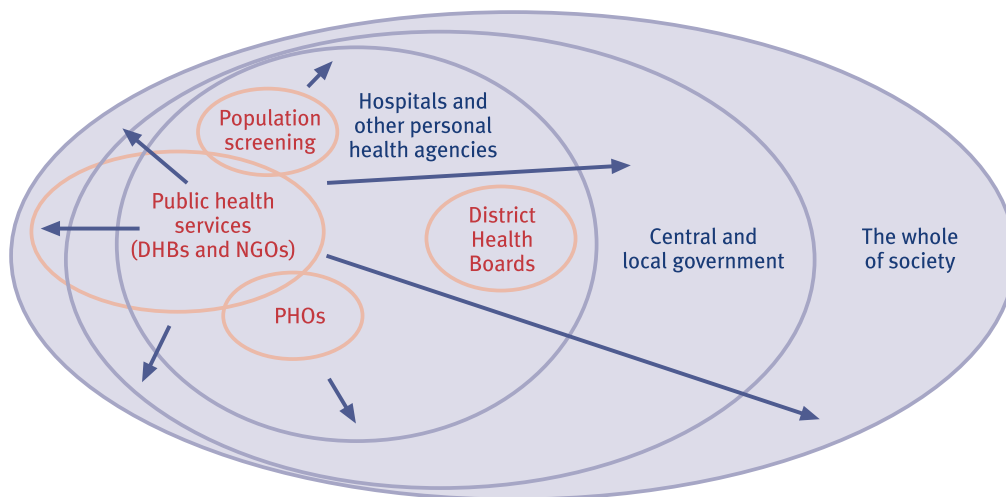 Population
screening
Hospitals and
other personal
health agencies
Public health
services
(DHBs and NGOs)
District
Health
Boards
Central and
local government
The whole
of society
PHOs